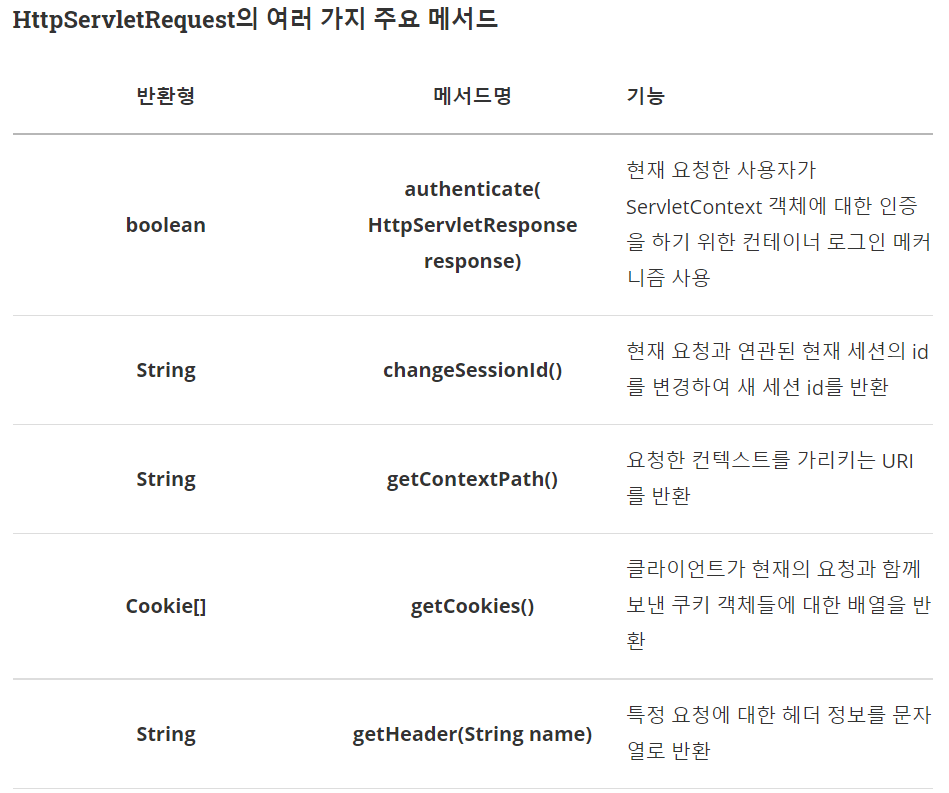 HttpServletRequest의 여러 가지 주요 메서드
반환형 메서드명 기능
boolean
authenticate(
HttpServletResponse
response)
현재 요청한 사용자가
ServletContext 객체에 대한 인증
을 하기 위한 컨테이너 로그인 메커
니즘 사용
String
changeSessionId()
현재 요청과 연관된 현재 세션의 id
를 변경하여 새 세션 id를 반환
String
getContextPath()
요청한 컨텍스트를 가리키는 URI
를 반환
Cookie[]
getCookies()
클라이언트가 현재의 요청과 함께
보낸 쿠키 객체들에 대한 배열을 반
환
String
getHeader(String name)
특정 요청에 대한 헤더 정보를 문자
열로 반환